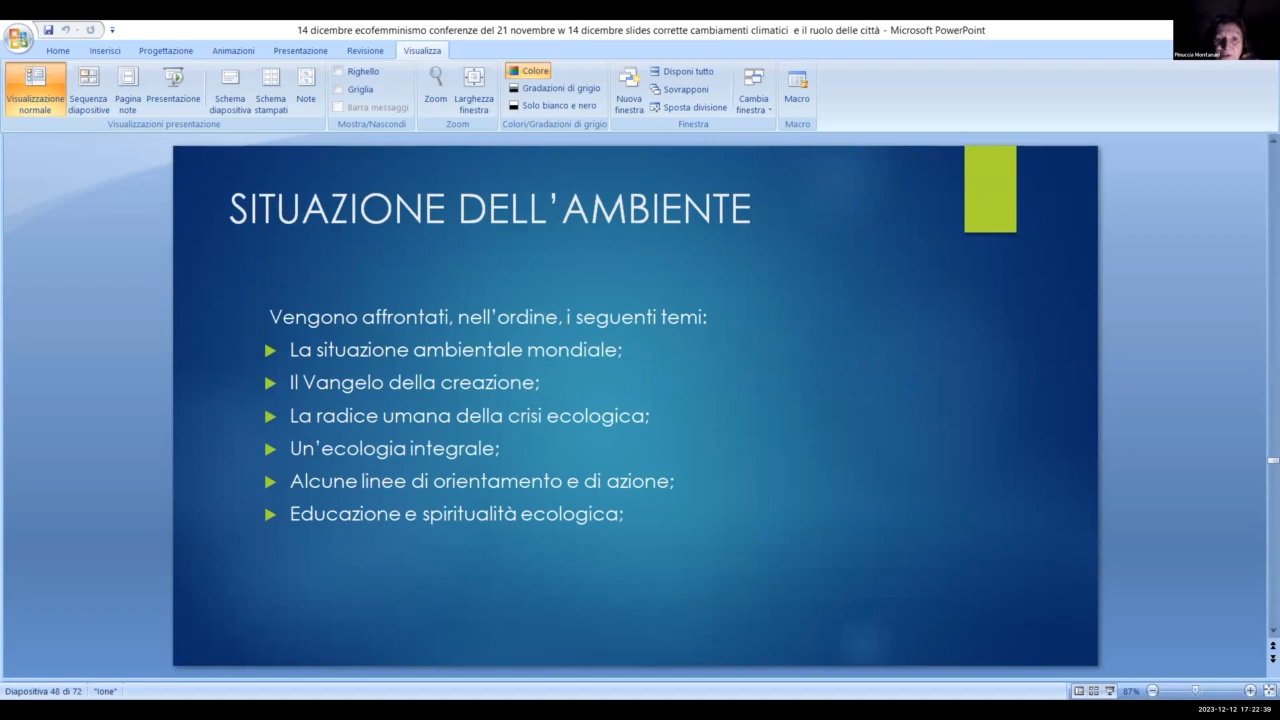 14 dicembre ecofemminismo conferenze del 21 novembre w 14 dicembre slides corrette cambiamenti climatici e il ruolo delle città - Microsoft PowerPoint
Pinuccia Montanari
Home Inserisci Progettazione Animazioni Presentazione Revisione Visualizza
Visualizzazione normale
Sequenza diapositive
Pagina note
Presentazione
Schema diapositiva
Schema stampati
Note
Visualizzazioni presentazione
Righello
Griglia
Barra messaggi
Mostra/Nascondi
Zoom
Larghezza finestra
Zoom
Colore
Gradazioni di grigio
Solo bianco e nero
Colori/Gradazioni di grigio
Nuova finestra
Disponi tutto
Sovrapponi
Sposta divisione
Cambia finestra
Finestra
Macro
Macro
SITUAZIONE DELL’AMBIENTE
Vengono affrontati, nell’ordine, i seguenti temi:
La situazione ambientale mondiale;
Il Vangelo della creazione;
La radice umana della crisi ecologica;
Un’ecologia integrale;
Alcune linee di orientamento e di azione;
Educazione e spiritualità ecologica;
Diapositiva 48 di 72 "Ione" 87%
2023-12-12 17:22:39